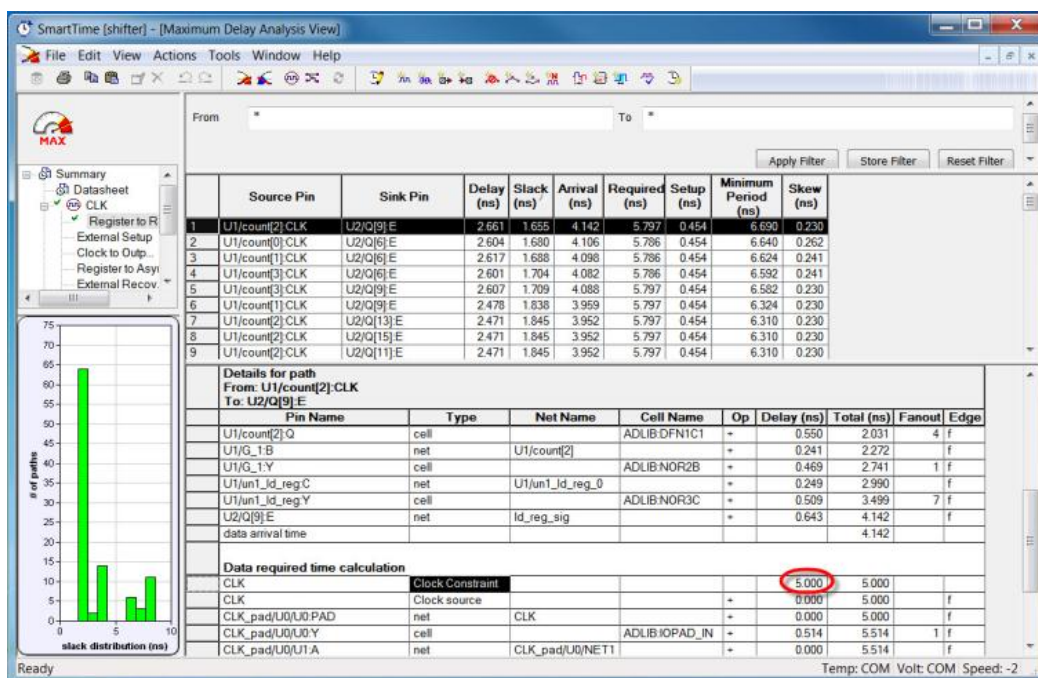 SmartTime [shifter] - [Maximum Delay Analysis View]
File Edit View Actions Tools Window Help
MAX
From * To *
Apply Filter Store Filter Reset Filter
Summary
Datasheet
CLK
Register to R
External Setup
Clock to Outp...
Register to Asyı
External Recov.
Source Pin Sink Pin Delay (ns) Slack (ns) Arrival (ns) Required (ns) Setup (ns) Minimum Period (ns) Skew (ns)
1 U1/count[2]:CLK U2/Q[9]:E 2.661 1.655 4.142 5.797 0.454 6.690 0.230
2 U1/count[0]:CLK U2/Q[6]:E 2.604 1.680 4.106 5.786 0.454 6.640 0.262
3 U1/count[1]:CLK U2/Q[6]:E 2.617 1.688 4.098 5.786 0.454 6.624 0.241
4 U1/count[3]:CLK U2/Q[6]:E 2.601 1.704 4.082 5.786 0.454 6.592 0.241
5 U1/count[3]:CLK U2/Q[9]:E 2.607 1.709 4.088 5.797 0.454 6.582 0.230
6 U1/count[1]:CLK U2/Q[9]:E 2.478 1.838 3.959 5.797 0.454 6.324 0.230
7 U1/count[2]:CLK U2/Q[13]:E 2.471 1.845 3.952 5.797 0.454 6.310 0.230
8 U1/count[2]:CLK U2/Q[15]:E 2.471 1.845 3.952 5.797 0.454 6.310 0.230
9 U1/count[2]:CLK U2/Q[11]:E 2.471 1.845 3.952 5.797 0.454 6.310 0.230
Details for path
From: U1/count[2]:CLK
To: U2/Q[9]:E
Pin Name Type Net Name Cell Name Op Delay (ns) Total (ns) Fanout Edge
U1/count[2]:Q cell ADLIB:DFN1C1 + 0.550 2.031 4 f
U1/G_1:B net U1/count[2] + 0.241 2.272 f
U1/G_1:Y cell ADLIB:NOR2B + 0.469 2.741 1 f
U1/un1_ld_reg:C net U1/un1_ld_reg_0 + 0.249 2.990 f
U1/un1_ld_reg:Y cell ADLIB:NOR3C + 0.509 3.499 7 f
U2/Q[9]:E net ld_reg_sig + 0.643 4.142 f
data arrival time 4.142
Data required time calculation
CLK Clock Constraint 5.000 5.000
CLK Clock source + 0.000 5.000 f
CLK_pad/U0/U0:PAD net CLK + 0.000 5.000 f
CLK_pad/U0/U0:Y cell ADLIB:IOPAD_IN + 0.514 5.514 1 f
CLK_pad/U0/U1:A net CLK_pad/U0/NET1 + 0.000 5.514 f
# of paths
75
70
65
60
55
50
45
40
35
30
25
20
15
10
5
0
0 5 10
slack distribution (ns)
Ready Temp: COM Volt: COM Speed: -2